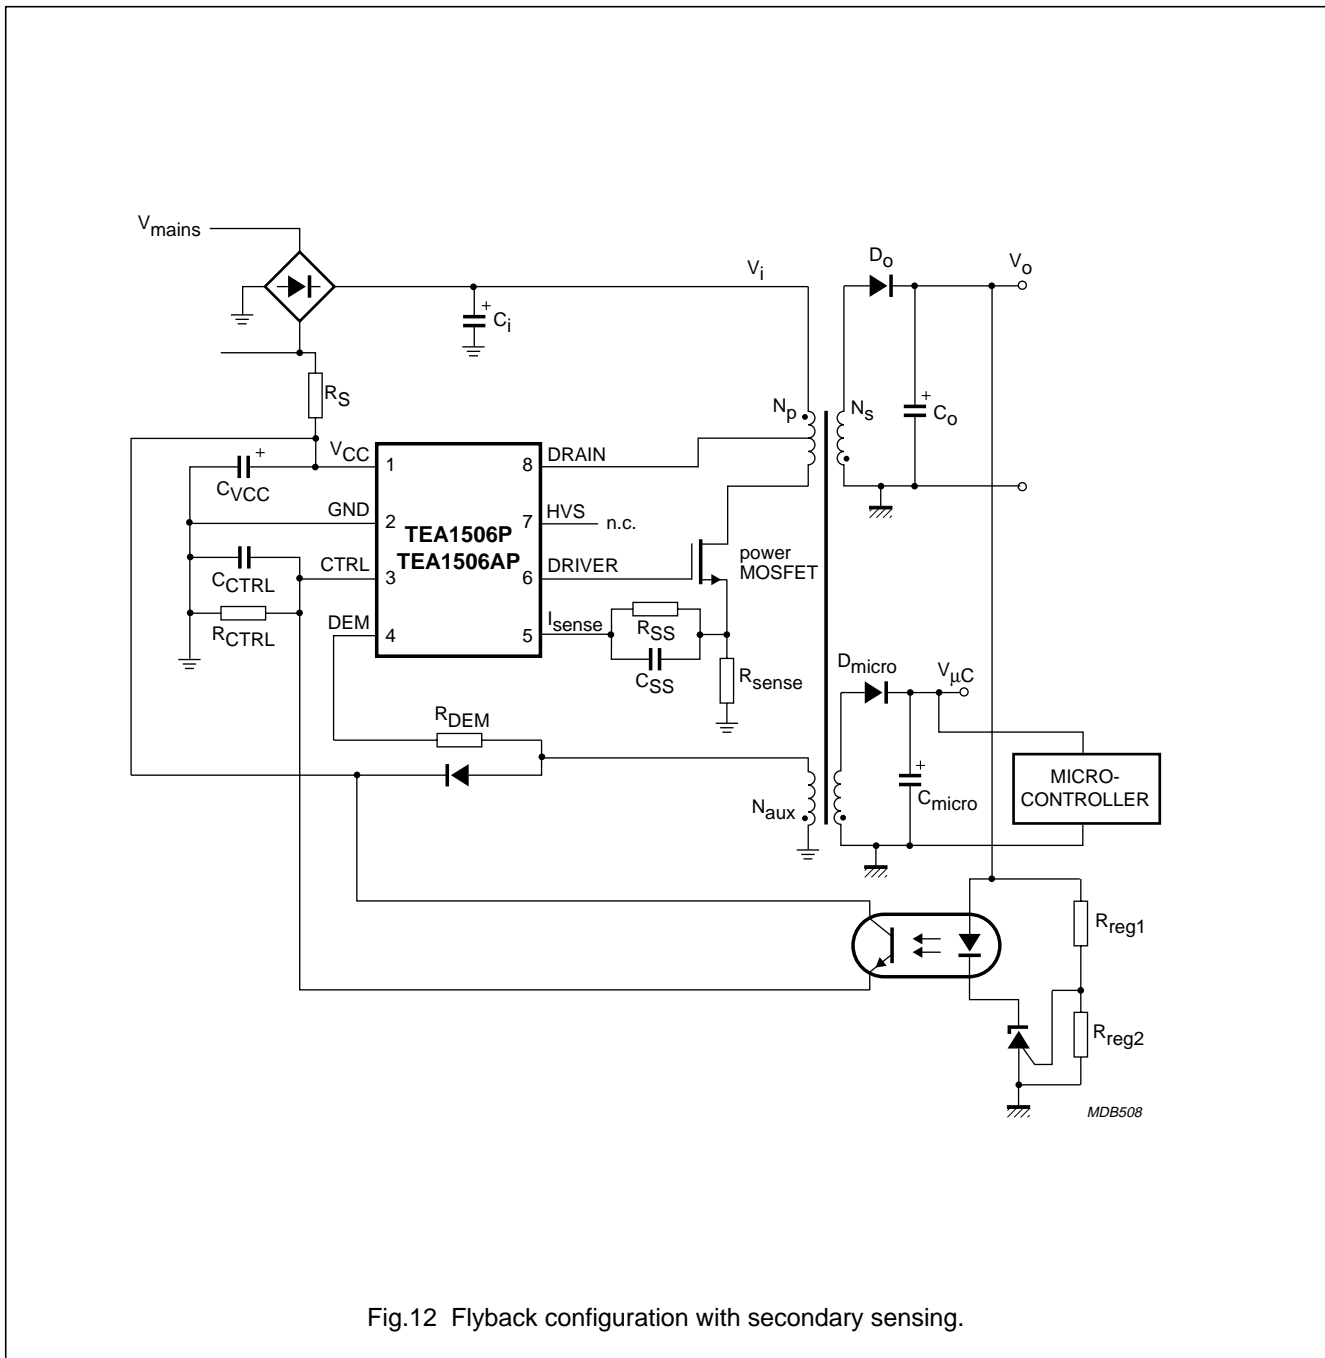 Vmains
Do
Vo
Vi
+
Ci
RS
Np
Ns
+
Co
VCC
1
8
DRAIN
+
CVCC
GND
2
7
HVS
n.c.
TEA1506P
TEA1506AP
power
MOSFET
CTRL
3
6
DRIVER
CCTRL
DEM
4
5
Isense
RSS
RCTRL
CSS
Rsense
Dmicro
VμC
RDEM
+
MICRO-
CONTROLLER
Naux
Cmicro
Rreg1
Rreg2
MDB508
Fig.12 Flyback configuration with secondary sensing.